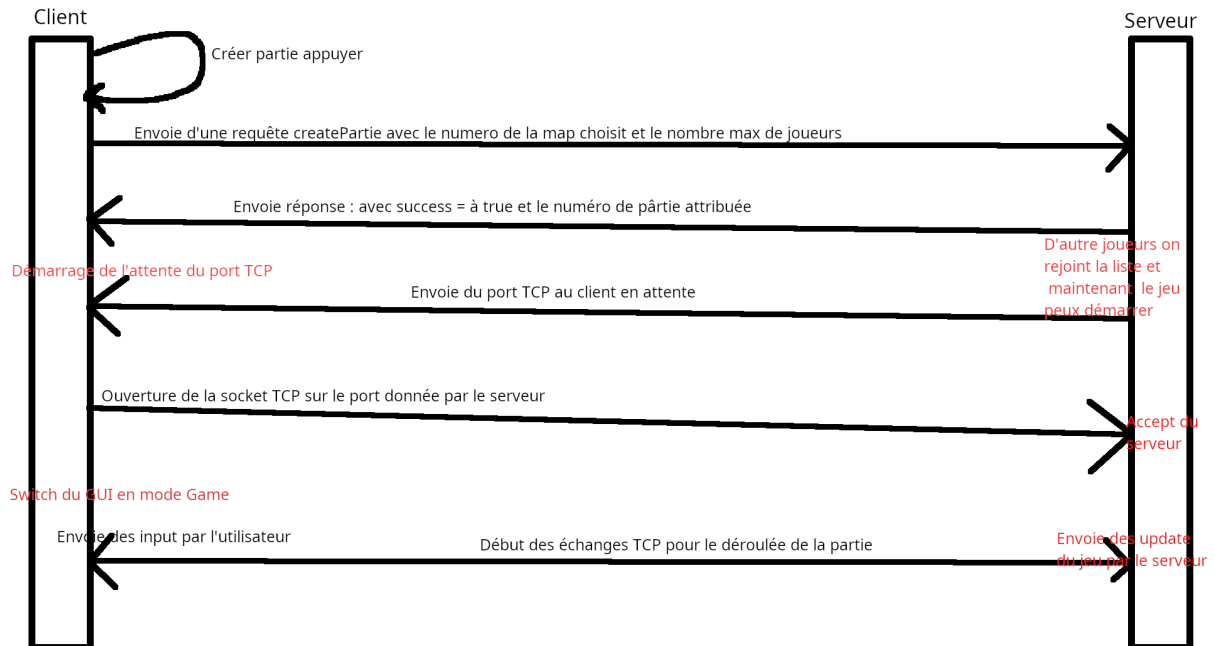 Client
Serveur
Créer partie appuyer
Envoie d'une requête createPartie avec le numero de la map choisit et le nombre max de joueurs
Envoie réponse : avec success = à true et le numéro de pârtie attribuée
D'autre joueurs on
rejoint la liste et
maintenant le jeu
peux démarrer
Démarrage de l'attente du port TCP
Envoie du port TCP au client en attente
Ouverture de la socket TCP sur le port donnée par le serveur
Accept du
serveur
Switch du GUI en mode Game
Envoie des input par l'utilisateur
Début des échanges TCP pour le déroulée de la partie
Envoie des update
du jeu par le serveur